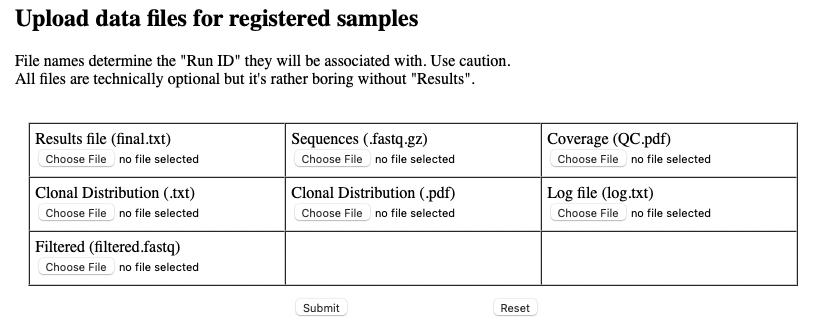 Upload data files for registered samples
File names determine the "Run ID" they will be associated with. Use caution.
All files are technically optional but it's rather boring without "Results".
Results file (final.txt)
Choose File no file selected
Sequences (.fastq.gz)
Choose File no file selected
Coverage (QC.pdf)
Choose File no file selected
Clonal Distribution (.txt)
Choose File no file selected
Clonal Distribution (.pdf)
Choose File no file selected
Log file (log.txt)
Choose File no file selected
Filtered (filtered.fastq)
Choose File no file selected
Submit
Reset